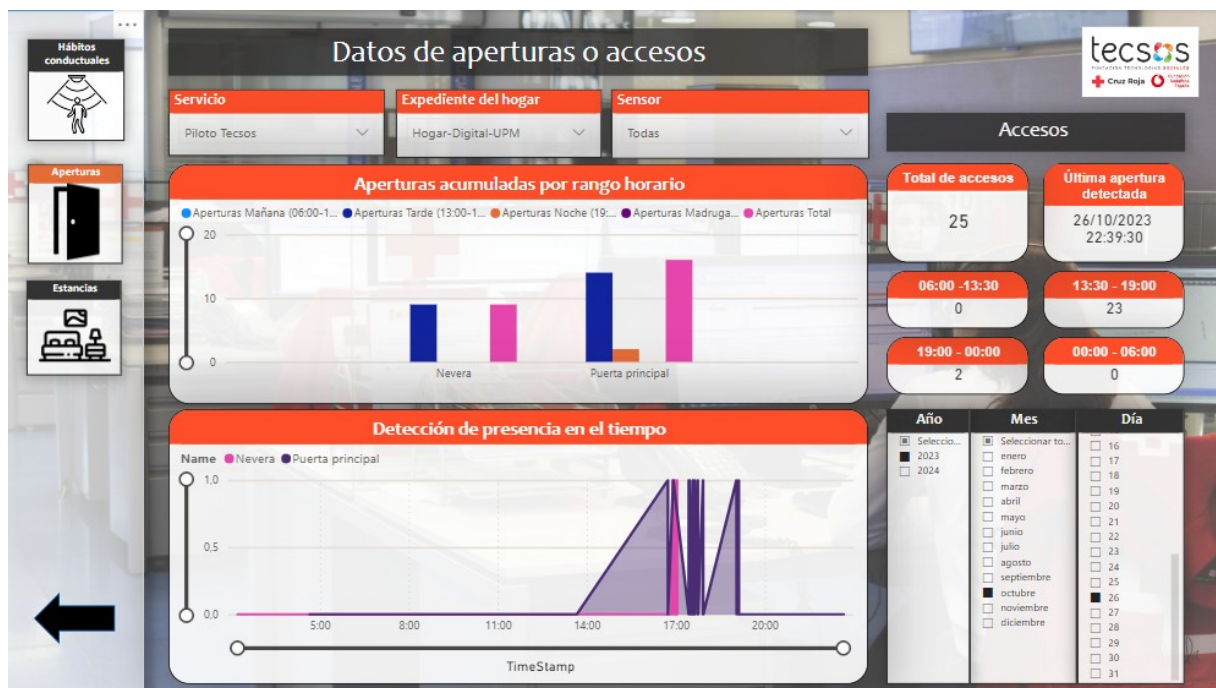 Hábitos
conductuales
Datos de aperturas o accesos
tecsos
FUNDACIÓN TECNOLOGÍAS SOCIALES
Cruz Roja
Servicio
Expediente del hogar
Sensor
Piloto Tecsos
Hogar-Digital-UPM
Todas
Accesos
Aperturas
Aperturas acumuladas por rango horario
Aperturas Mañana (06:00-1... Aperturas Tarde (13:00-1... Aperturas Noche (19:... Aperturas Madruga... Aperturas Total
20
10
0
Nevera
Puerta principal
Total de accesos
25
Última apertura
detectada
26/10/2023
22:39:30
06:00 -13:30
0
13:30 - 19:00
23
19:00 - 00:00
2
00:00 - 06:00
0
Estancias
Detección de presencia en el tiempo
Name Nevera Puerta principal
1,0
0,5
0,0
5:00 8:00 11:00 14:00 17:00 20:00
TimeStamp
Año
Seleccio...
2023
2024
Mes
Seleccionar to...
enero
febrero
marzo
abril
mayo
junio
julio
agosto
septiembre
octubre
noviembre
diciembre
Día
16
17
18
19
20
21
22
23
24
25
26
27
28
29
30
31